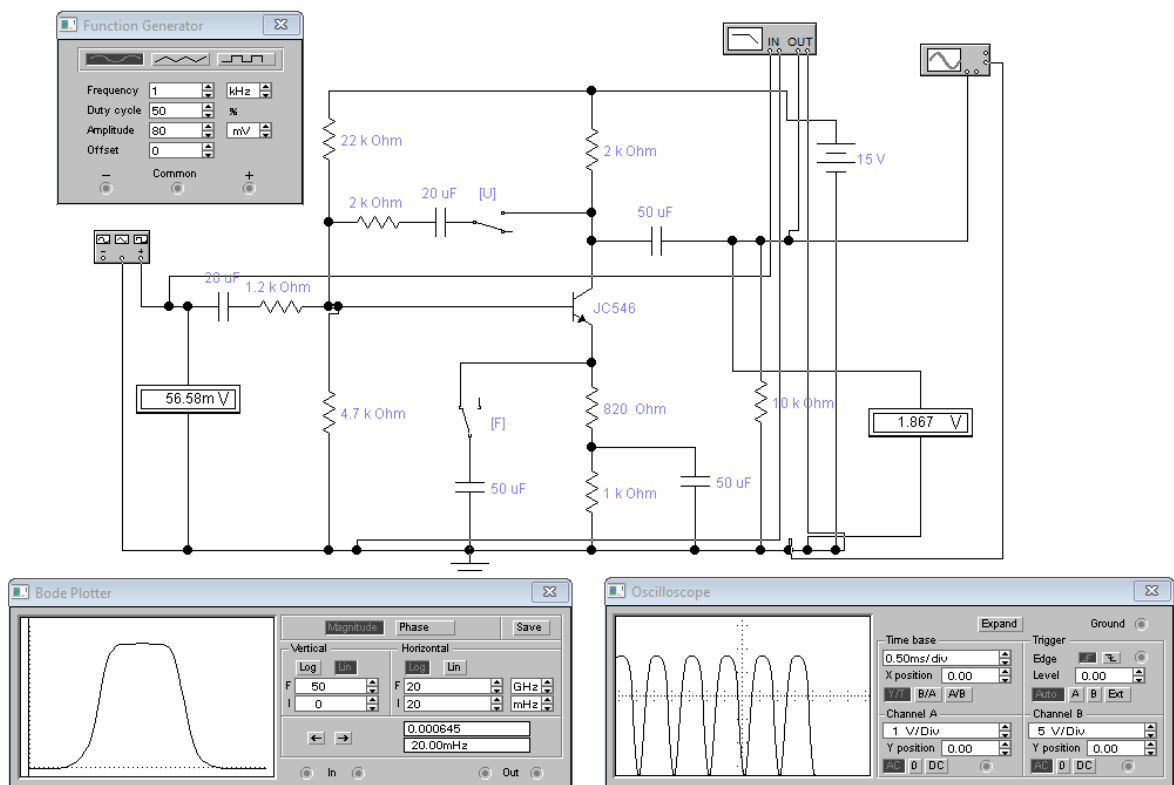 Function Generator
Frequency 1 kHz
Duty cycle 50 %
Amplitude 80 mV
Offset 0
− Common +
IN OUT
22 k Ohm
2 k Ohm
15 V
2 k Ohm
20 uF
[U]
50 uF
− +
20 uF
1.2 k Ohm
JC546
56.58m V
4.7 k Ohm
[F]
820 Ohm
10 k Ohm
1.867 V
50 uF
1 k Ohm
50 uF
Bode Plotter
Magnitude Phase Save
Vertical Horizontal
Log Lin Log Lin
F 50 F 20 GHz
I 0 I 20 mHz
0.000645
← → 20.00mHz
In Out
Oscilloscope
Expand Ground
Time base Trigger
0.50ms/div Edge
X position 0.00 Level 0.00
Y/T B/A A/B Auto A B Ext
Channel A Channel B
1 V/Div 5 V/Div
Y position 0.00 Y position 0.00
AC 0 DC AC 0 DC